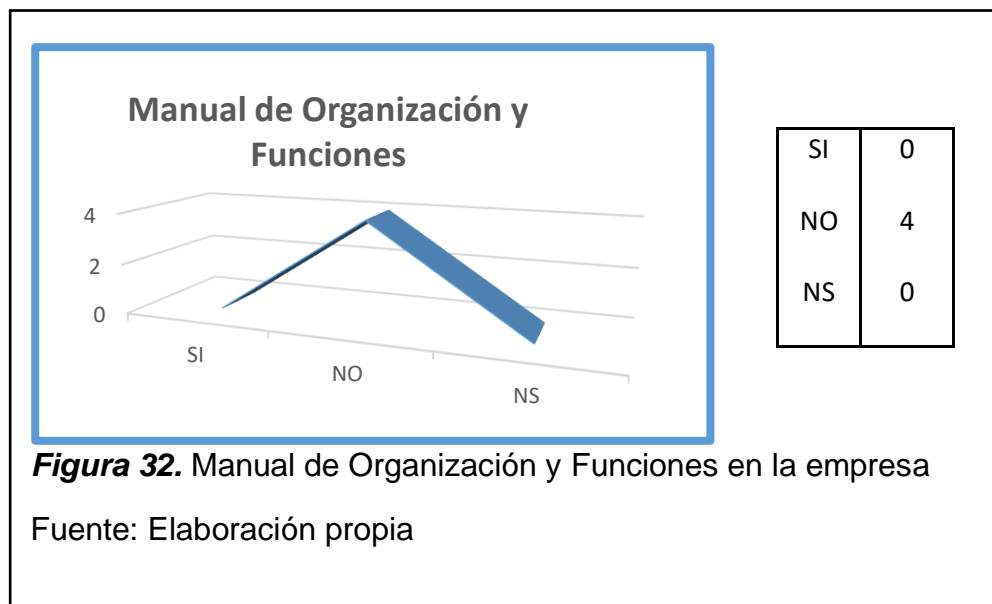 Manual de Organización y
Funciones
4
2
0
SI
NO
NS
SI 0
NO 4
NS 0
Figura 32. Manual de Organización y Funciones en la empresa
Fuente: Elaboración propia